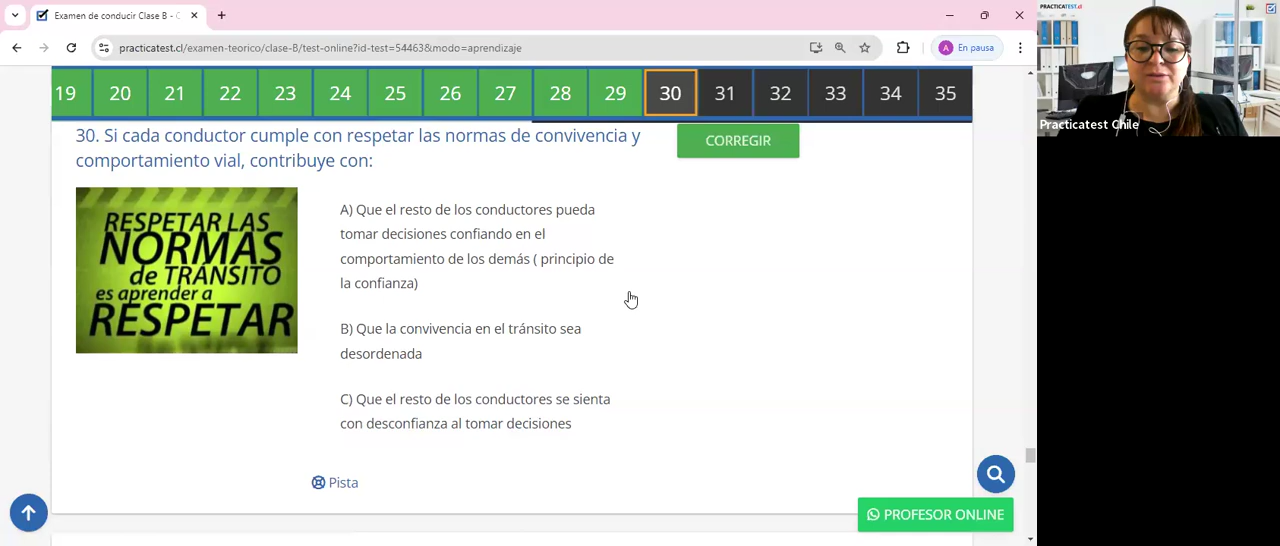 Examen de conducir Clase B - C
practicatest.cl/examen-teorico/clase-B/test-online?id-test=54463&modo=aprendizaje
A
En pausa
PRACTICATEST.cl
Practicatest Chile
19 20 21 22 23 24 25 26 27 28 29 30 31 32 33 34 35
30. Si cada conductor cumple con respetar las normas de convivencia y
comportamiento vial, contribuye con:
CORREGIR
RESPETAR LAS
NORMAS
de TRÁNSITO
es aprender a
RESPETAR
A) Que el resto de los conductores pueda
tomar decisiones confiando en el
comportamiento de los demás ( principio de
la confianza)
B) Que la convivencia en el tránsito sea
desordenada
C) Que el resto de los conductores se sienta
con desconfianza al tomar decisiones
Pista
PROFESOR ONLINE